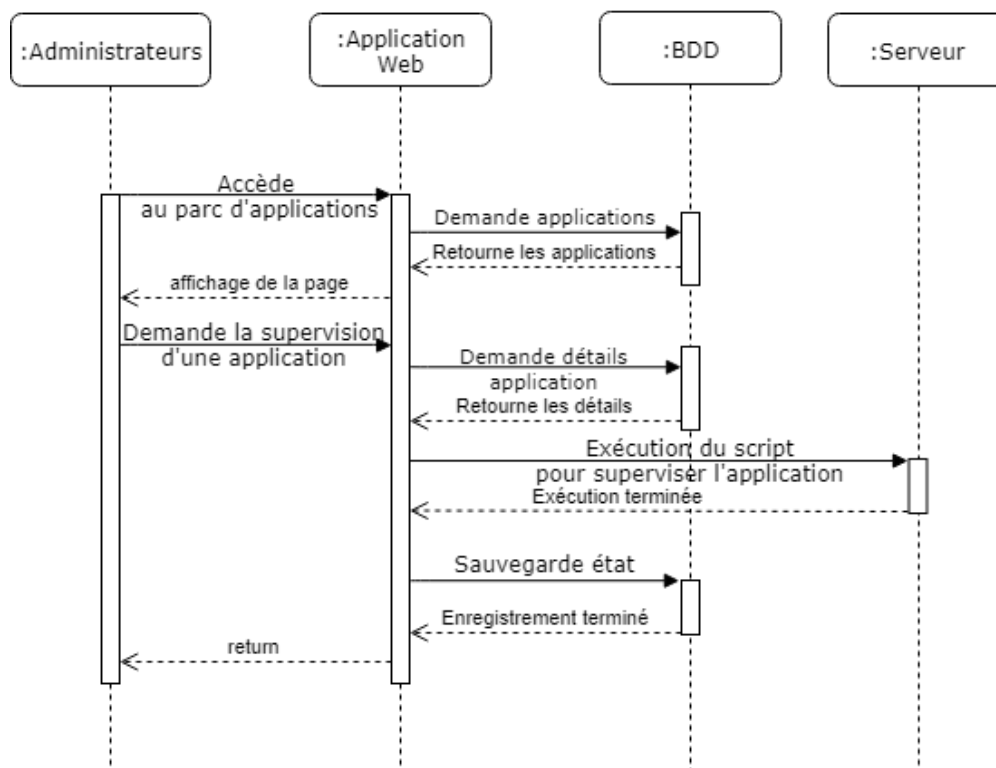 :Administrateurs
:Application
Web
:BDD
:Serveur
Accède
au parc d'applications
Demande applications
Retourne les applications
affichage de la page
Demande la supervision
d'une application
Demande détails
application
Retourne les détails
Exécution du script
pour superviser l'application
Exécution terminée
Sauvegarde état
Enregistrement terminé
return